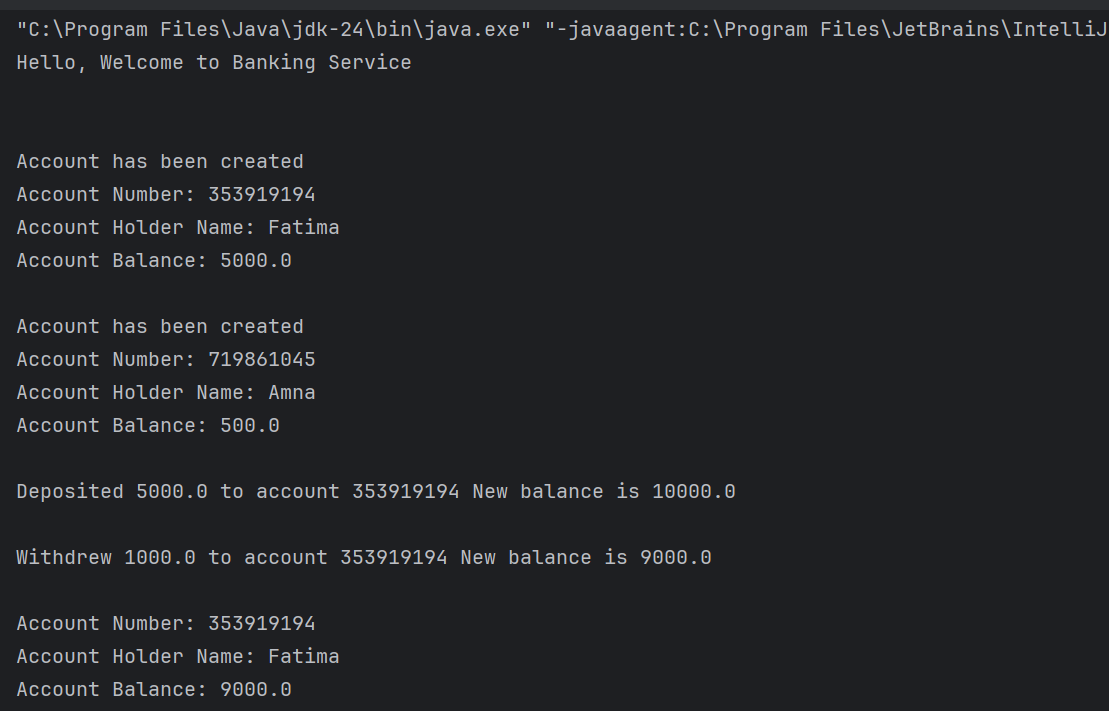 "C:\Program Files\Java\jdk-24\bin\java.exe" "-javaagent:C:\Program Files\JetBrains\IntelliJ
Hello, Welcome to Banking Service
Account has been created
Account Number: 353919194
Account Holder Name: Fatima
Account Balance: 5000.0
Account has been created
Account Number: 719861045
Account Holder Name: Amna
Account Balance: 500.0
Deposited 5000.0 to account 353919194 New balance is 10000.0
Withdrew 1000.0 to account 353919194 New balance is 9000.0
Account Number: 353919194
Account Holder Name: Fatima
Account Balance: 9000.0